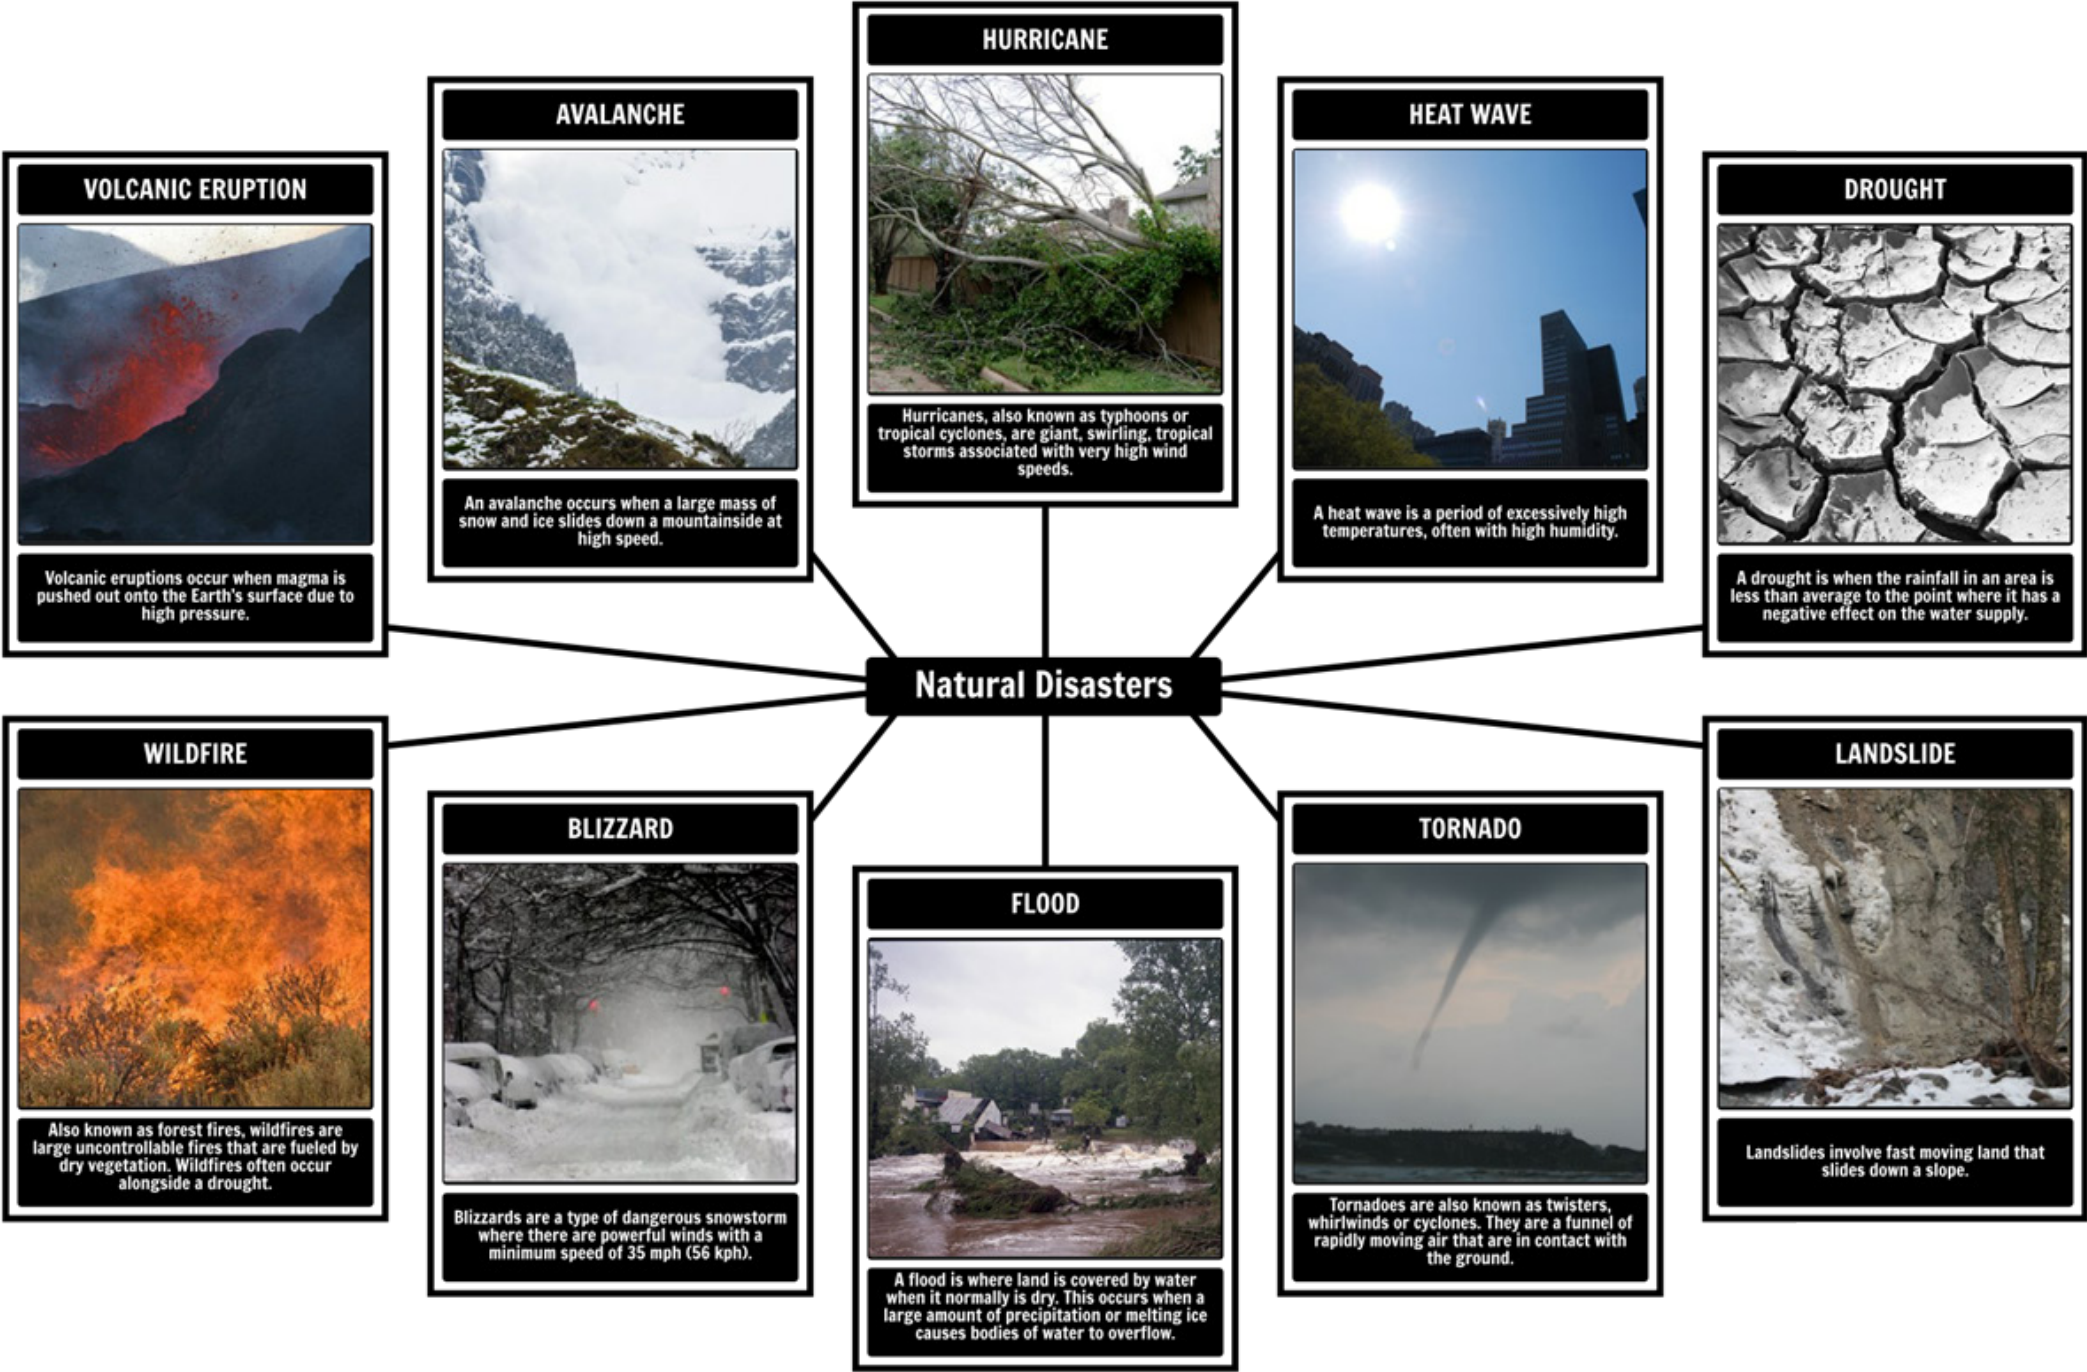 HURRICANE
Hurricanes, also known as typhoons or
tropical cyclones, are giant, swirling, tropical
storms associated with very high wind
speeds.
AVALANCHE
An avalanche occurs when a large mass of
snow and ice slides down a mountainside at
high speed.
HEAT WAVE
A heat wave is a period of excessively high
temperatures, often with high humidity.
VOLCANIC ERUPTION
Volcanic eruptions occur when magma is
pushed out onto the Earth's surface due to
high pressure.
DROUGHT
A drought is when the rainfall in an area is
less than average to the point where it has a
negative effect on the water supply.
Natural Disasters
WILDFIRE
Also known as forest fires, wildfires are
large uncontrollable fires that are fueled by
dry vegetation. Wildfires often occur
alongside a drought.
BLIZZARD
Blizzards are a type of dangerous snowstorm
where there are powerful winds with a
minimum speed of 35 mph (56 kph).
FLOOD
A flood is where land is covered by water
when it normally is dry. This occurs when a
large amount of precipitation or melting ice
causes bodies of water to overflow.
TORNADO
Tornadoes are also known as twisters,
whirlwinds or cyclones. They are a funnel of
rapidly moving air that are in contact with
the ground.
LANDSLIDE
Landslides involve fast moving land that
slides down a slope.